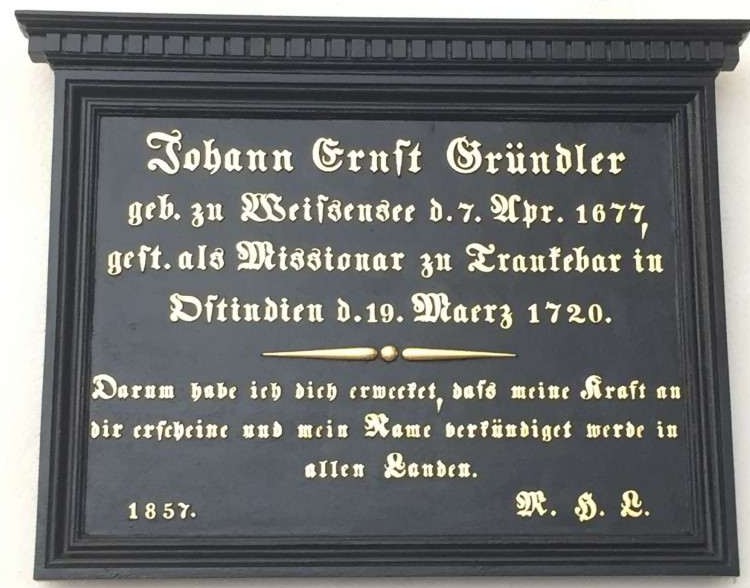 Johann Ernst Gründler
geb. zu Weissensee d. 7. Apr. 1677,
gest. als Missionar zu Trankebar in
Ostindien d. 19. Maerz 1720.
Darum habe ich dich erwecket, dass meine Kraft an
dir erscheine und mein Name verkündiget werde in
allen Landen.
1857. M. H. L.